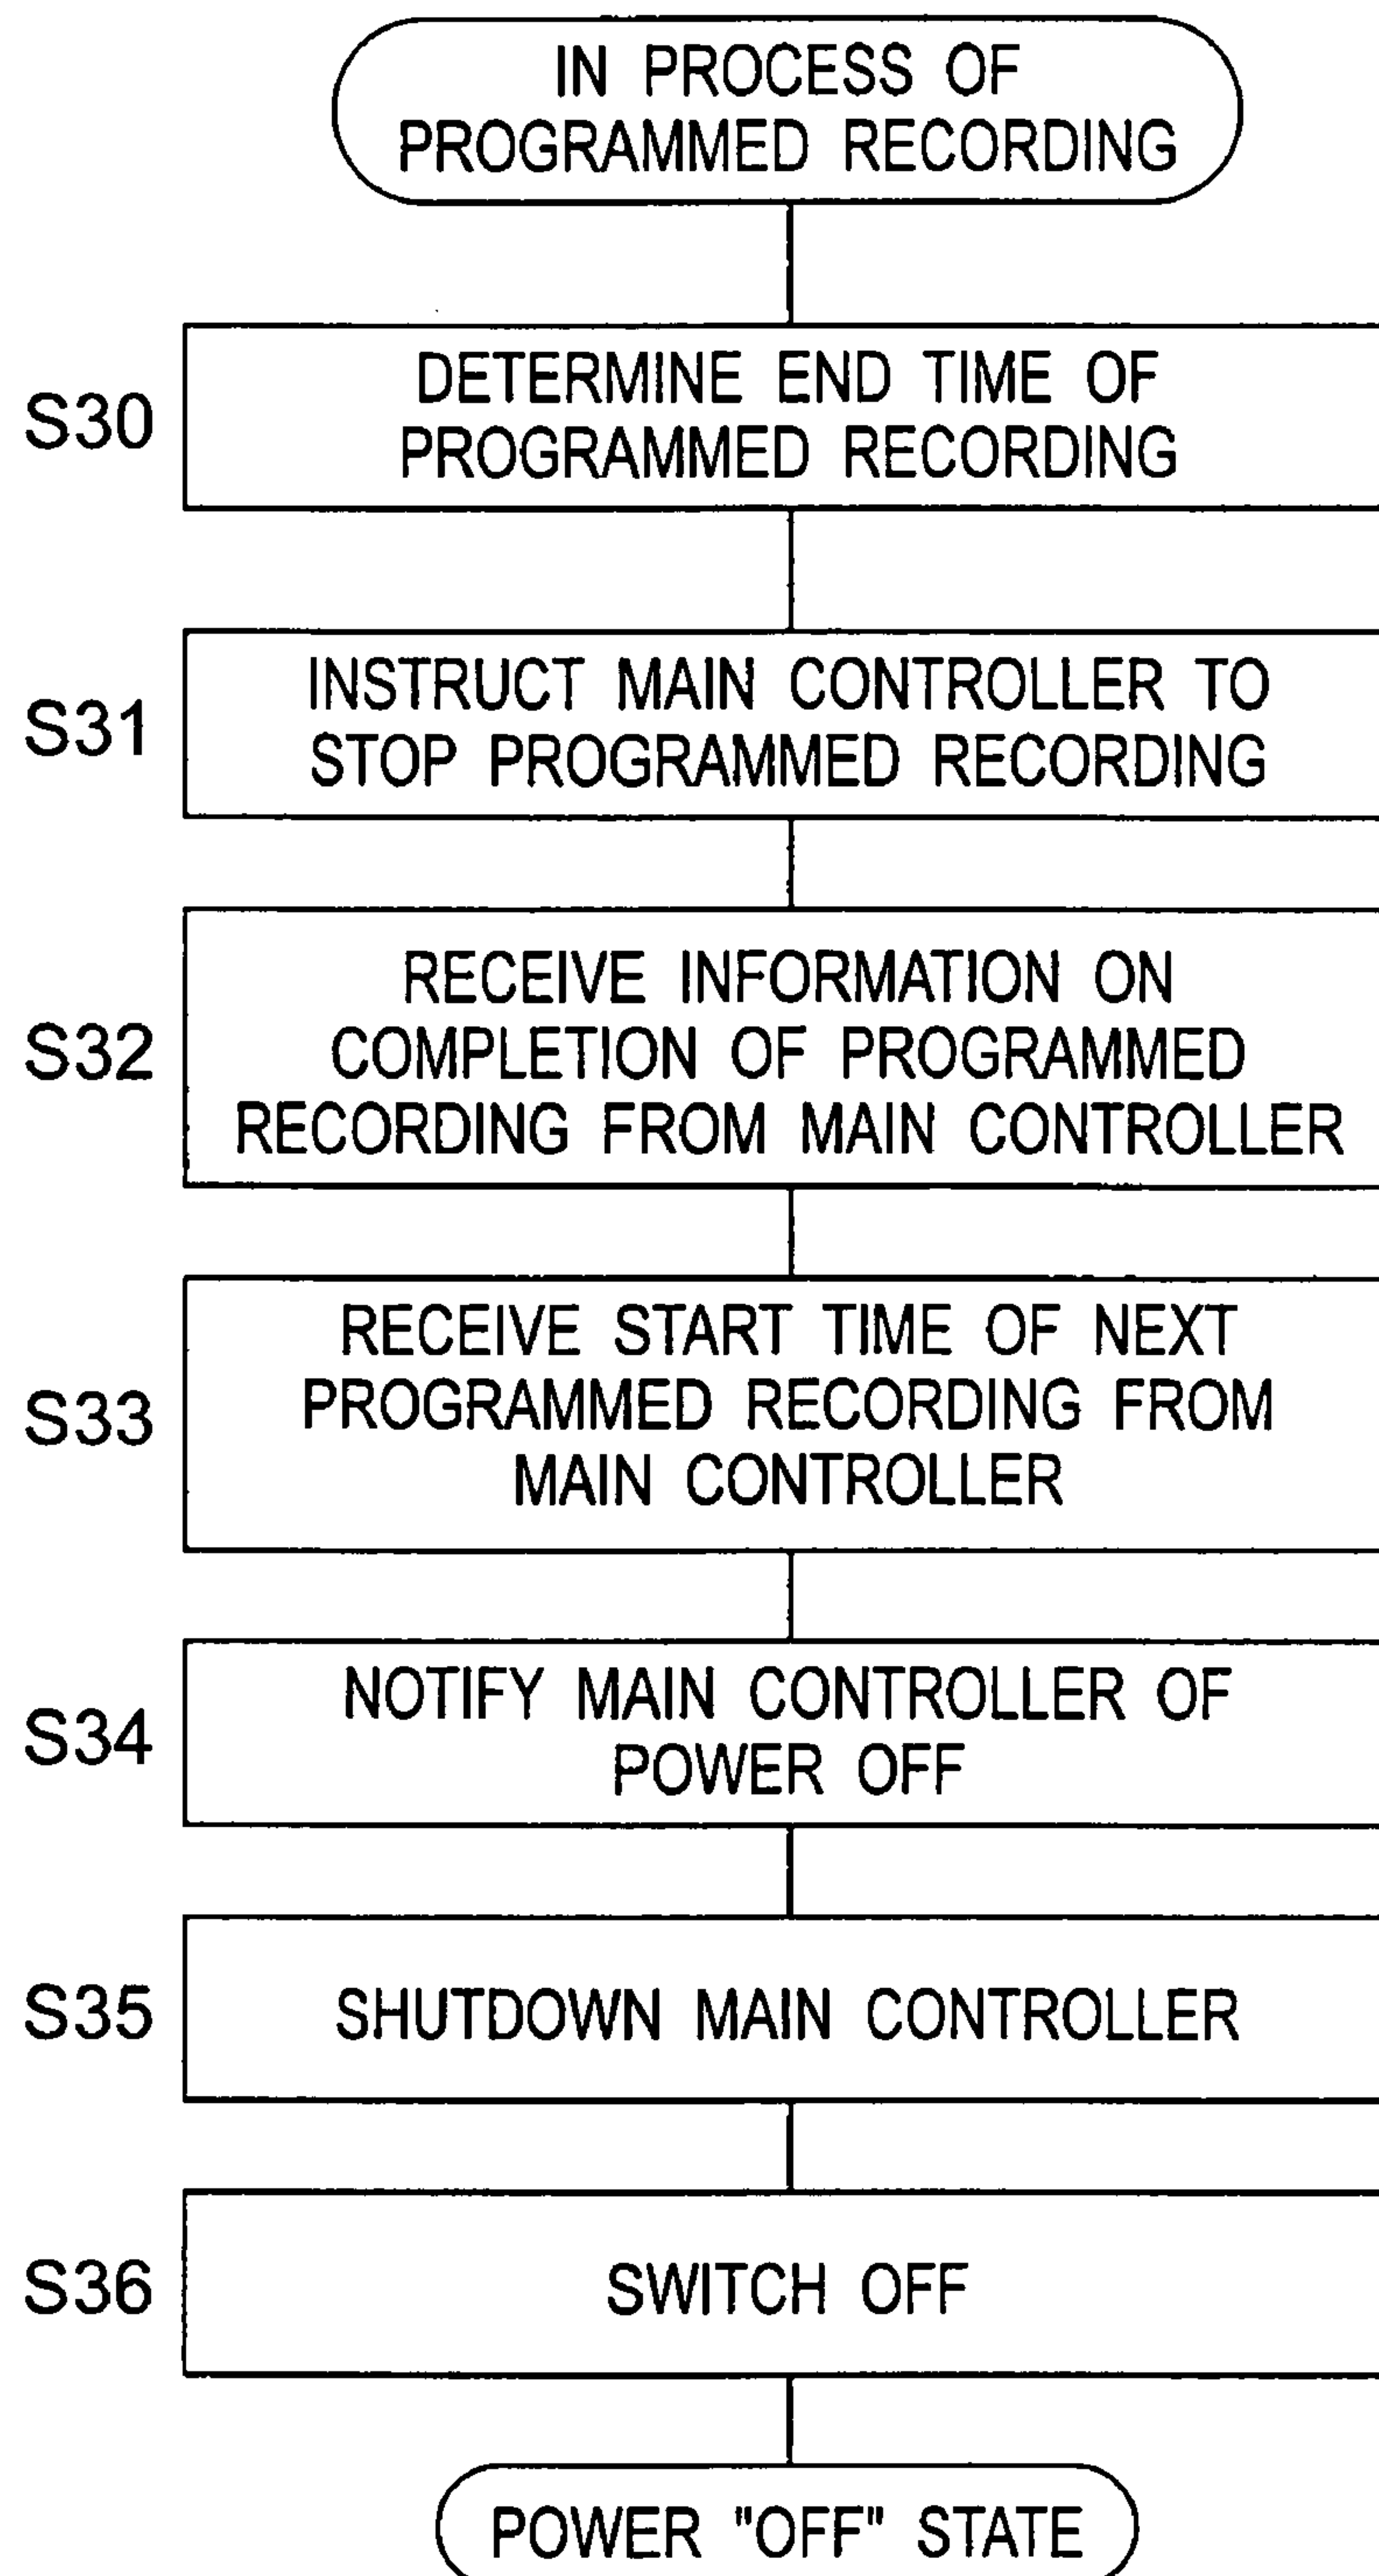 IN PROCESS OF
PROGRAMMED RECORDING
S30
DETERMINE END TIME OF
PROGRAMMED RECORDING
S31
INSTRUCT MAIN CONTROLLER TO
STOP PROGRAMMED RECORDING
S32
RECEIVE INFORMATION ON
COMPLETION OF PROGRAMMED
RECORDING FROM MAIN CONTROLLER
S33
RECEIVE START TIME OF NEXT
PROGRAMMED RECORDING FROM
MAIN CONTROLLER
S34
NOTIFY MAIN CONTROLLER OF
POWER OFF
S35
SHUTDOWN MAIN CONTROLLER
S36
SWITCH OFF
POWER "OFF" STATE